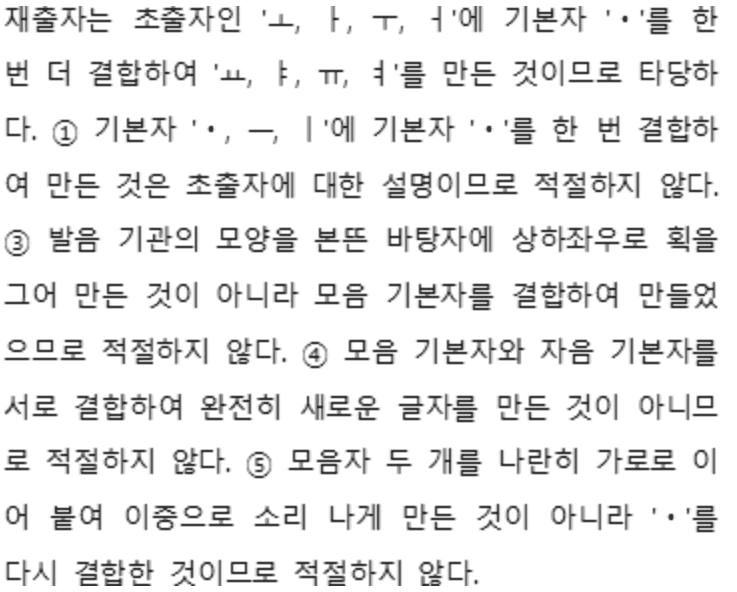 재출자는 초출자인 'ㅗ, ㅏ, ㅜ, ㅓ'에 기본자 'ㆍ'를 한
번 더 결합하여 'ㅛ, ㅑ, ㅠ, ㅕ'를 만든 것이므로 타당하
다. ① 기본자 'ㆍ, ㅡ, ㅣ'에 기본자 'ㆍ'를 한 번 결합하
여 만든 것은 초출자에 대한 설명이므로 적절하지 않다.
③ 발음 기관의 모양을 본뜬 바탕자에 상하좌우로 획을
그어 만든 것이 아니라 모음 기본자를 결합하여 만들었
으므로 적절하지 않다. ④ 모음 기본자와 자음 기본자를
서로 결합하여 완전히 새로운 글자를 만든 것이 아니므
로 적절하지 않다. ⑤ 모음자 두 개를 나란히 가로로 이
어 붙여 이중으로 소리 나게 만든 것이 아니라 'ㆍ'를
다시 결합한 것이므로 적절하지 않다.